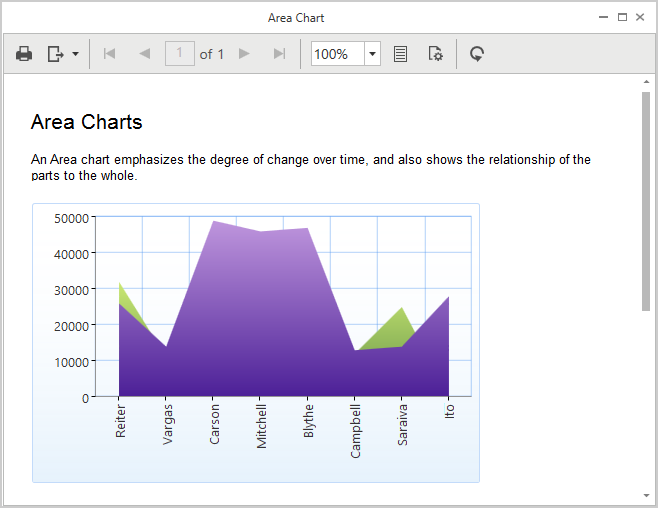 Area Chart
1 of 1
100%
Area Charts
An Area chart emphasizes the degree of change over time, and also shows the relationship of the
parts to the whole.
50000
40000
30000
20000
10000
0
Reiter
Vargas
Carson
Mitchell
Blythe
Campbell
Saraiva
Ito